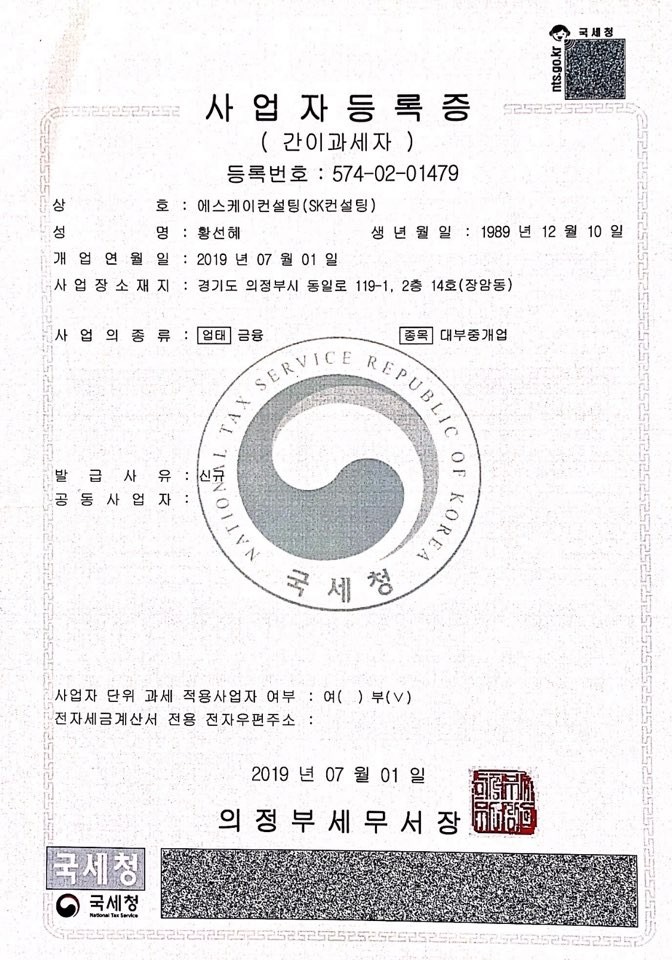 국세청
nts.go.kr
사업자등록증
( 간이과세자 )
등록번호 : 574-02-01479
상 호 : 에스케이컨설팅(SK컨설팅)
성 명 : 황선혜 생 년 월 일 : 1989 년 12 월 10 일
개 업 연 월 일 : 2019 년 07 월 01 일
사 업 장 소 재 지 : 경기도 의정부시 동일로 119-1, 2층 14호(장암동)
사 업 의 종 류 : 업태 금융 종목 대부중개업
NATIONAL TAX SERVICE REPUBLIC OF KOREA
발 급 사 유 : 신규
공 동 사 업 자 :
국세청
사업자 단위 과세 적용사업자 여부 : 여( ) 부(∨)
전자세금계산서 전용 전자우편주소 :
2019 년 07 월 01 일
의정부세무서장
국세청
국세청
National Tax Service